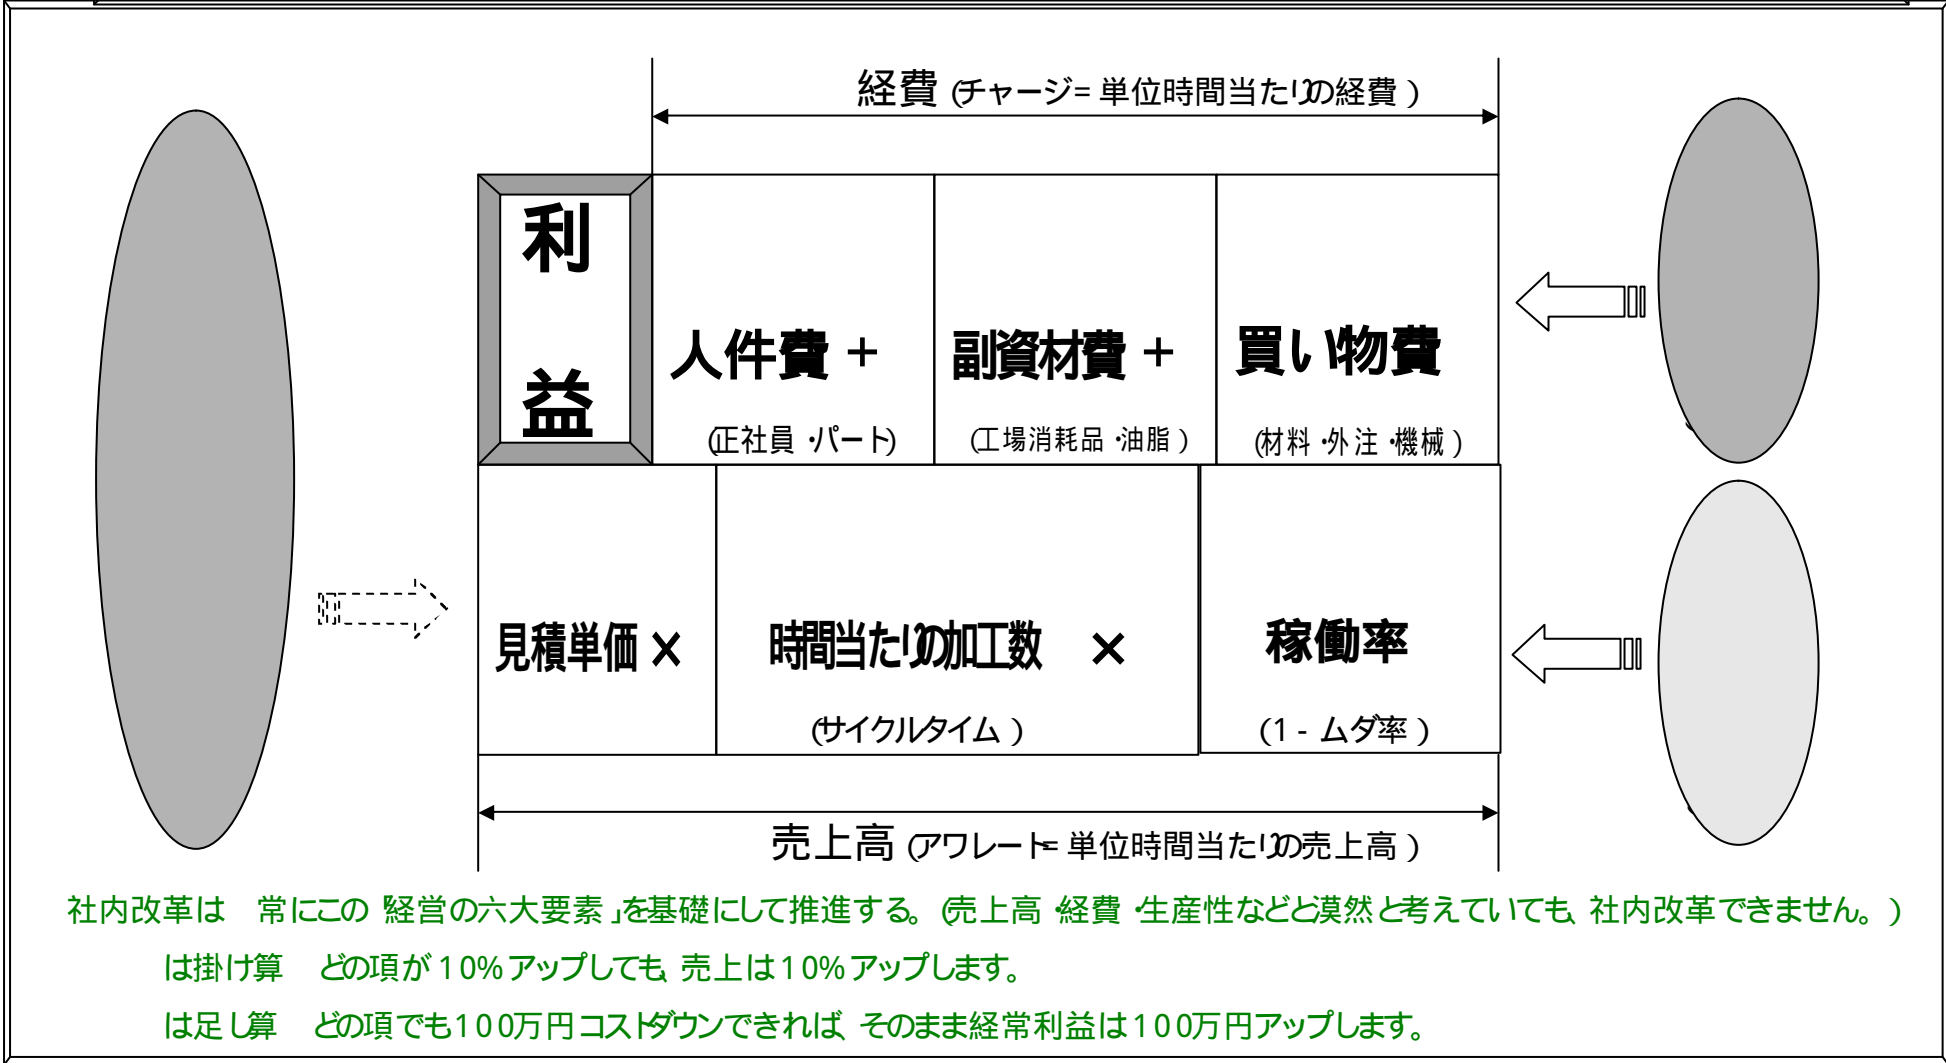 経費 (チャージ= 単位時間当たりの経費 )
利
益
人件費 +
副資材費 +
買い物費
(正社員・パート)
(工場消耗品・油脂 )
(材料・外注・機械 )
見積単価 ×
時間当たりの加工数 ×
稼働率
(サイクルタイム )
(1 - ムダ率 )
売上高 (アワレート= 単位時間当たりの売上高 )
社内改革は 常にこの「経営の六大要素」を基礎にして推進する。(売上高・経費・生産性などと漠然と考えていても、社内改革できません。)
は掛け算 どの項が10%アップしても、売上は10%アップします。
は足し算 どの項でも100万円コストダウンできれば、そのまま経常利益は100万円アップします。